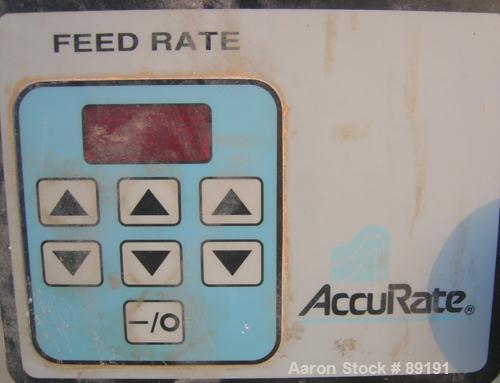 FEED RATE
—/O
AccuRate®
Aaron Stock # 89191